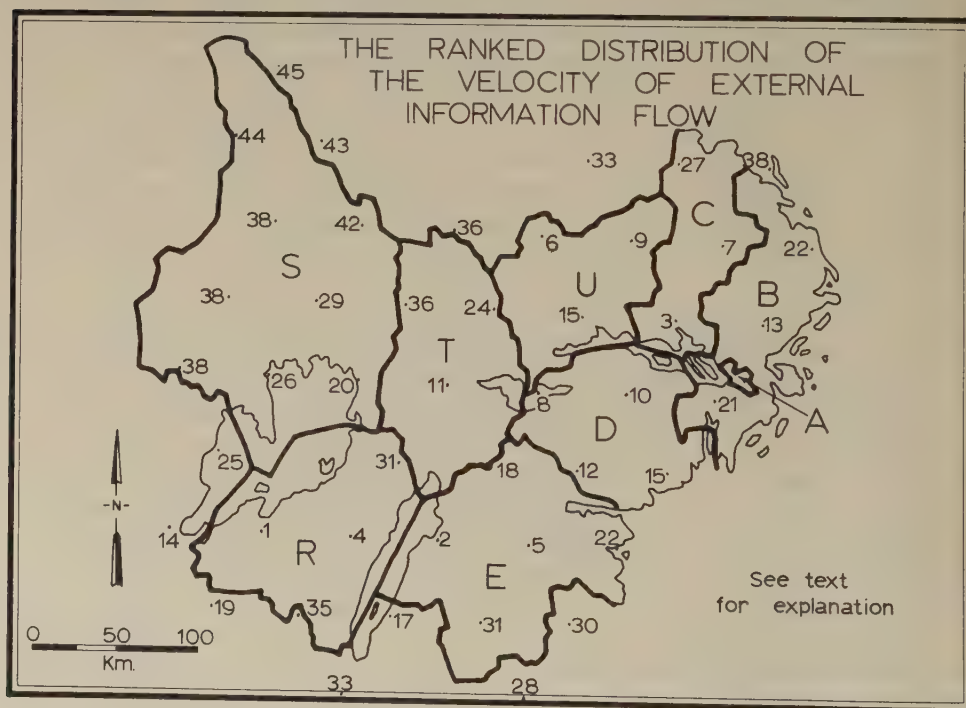 THE RANKED DISTRIBUTION OF
THE VELOCITY OF EXTERNAL
INFORMATION FLOW
45
44
43
33
27
38
38
42
36
6
9
C
7
22
S
38
29
36
24
U
15
3
B
13
T
38
26
20
11
8
10
21
A
D
25
31
18
12
15
-N-
14
1
4
2
5
22
R
E
See text
for explanation
19
35
17
31
30
0 50 100
Km.
33
28